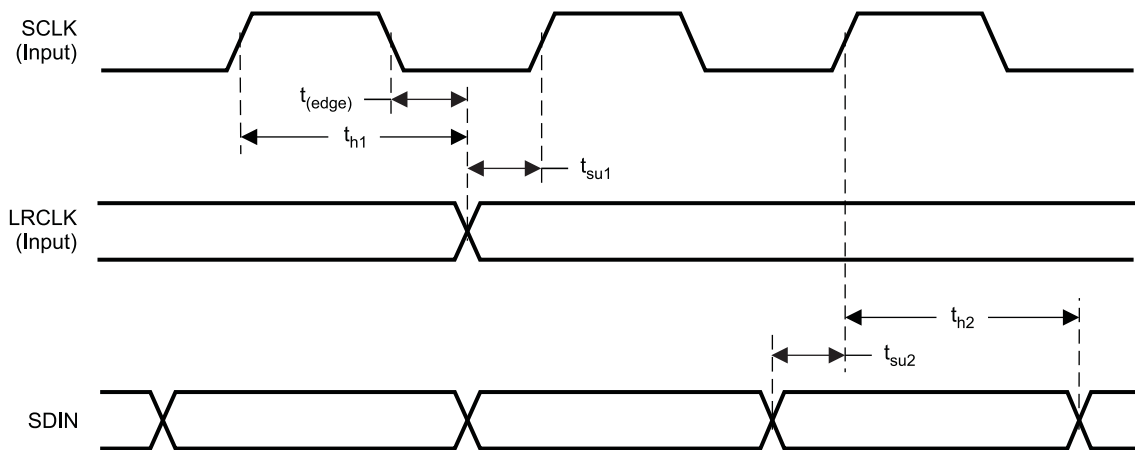 SCLK
(Input)
t(edge)
th1
tsu1
LRCLK
(Input)
th2
tsu2
SDIN